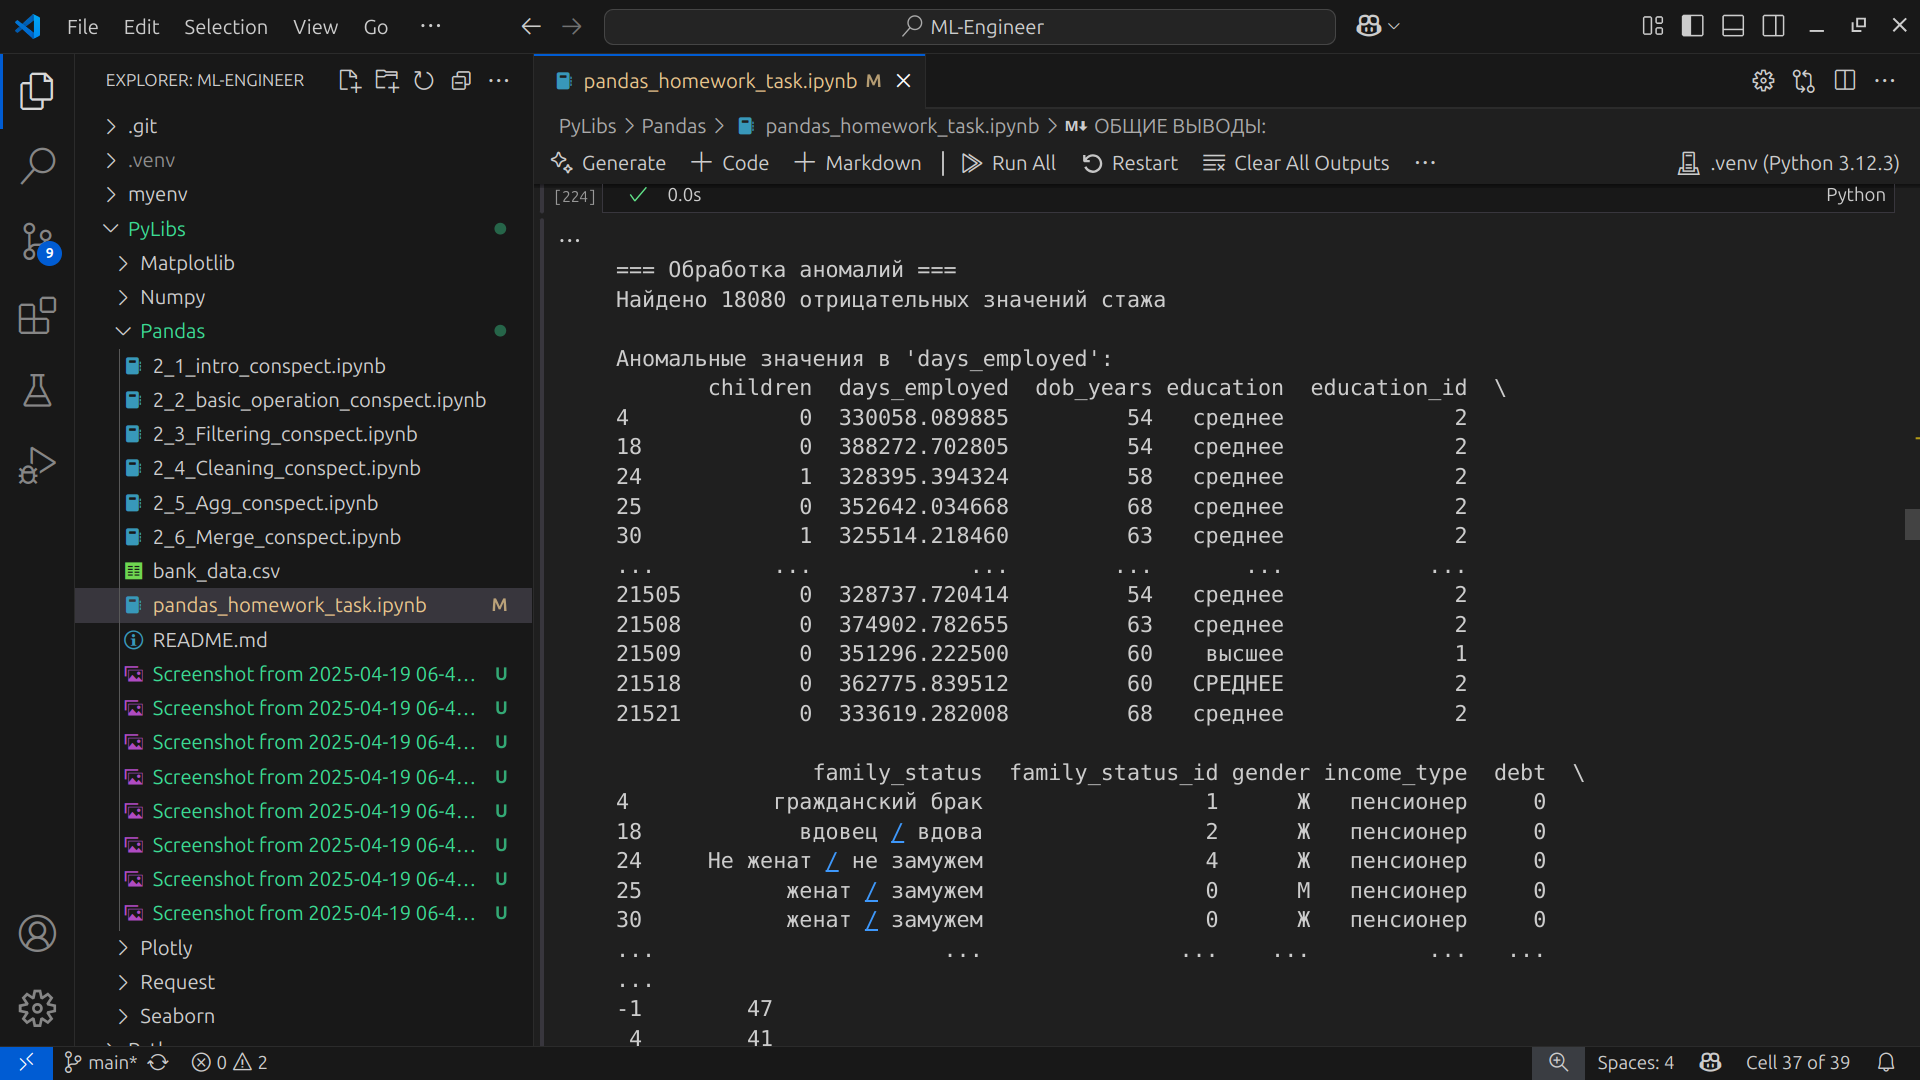 File Edit Selection View Go ...
ML-Engineer
EXPLORER: ML-ENGINEER
.git
.venv
myenv
PyLibs
Matplotlib
Numpy
Pandas
2_1_intro_conspect.ipynb
2_2_basic_operation_conspect.ipynb
2_3_Filtering_conspect.ipynb
2_4_Cleaning_conspect.ipynb
2_5_Agg_conspect.ipynb
2_6_Merge_conspect.ipynb
bank_data.csv
pandas_homework_task.ipynb M
README.md
Screenshot from 2025-04-19 06-4... U
Screenshot from 2025-04-19 06-4... U
Screenshot from 2025-04-19 06-4... U
Screenshot from 2025-04-19 06-4... U
Screenshot from 2025-04-19 06-4... U
Screenshot from 2025-04-19 06-4... U
Screenshot from 2025-04-19 06-4... U
Screenshot from 2025-04-19 06-4... U
Plotly
Request
Seaborn
9
pandas_homework_task.ipynb M
PyLibs > Pandas > pandas_homework_task.ipynb > M↓ ОБЩИЕ ВЫВОДЫ:
Generate + Code + Markdown | Run All Restart Clear All Outputs ... .venv (Python 3.12.3)
[224] 0.0s Python
...
=== Обработка аномалий ===
Найдено 18080 отрицательных значений стажа
Аномальные значения в 'days_employed':
children days_employed dob_years education education_id \
4 0 330058.089885 54 среднее 2
18 0 388272.702805 54 среднее 2
24 1 328395.394324 58 среднее 2
25 0 352642.034668 68 среднее 2
30 1 325514.218460 63 среднее 2
... ... ... ... ... ...
21505 0 328737.720414 54 среднее 2
21508 0 374902.782655 63 среднее 2
21509 0 351296.222500 60 высшее 1
21518 0 362775.839512 60 СРЕДНЕЕ 2
21521 0 333619.282008 68 среднее 2
family_status family_status_id gender income_type debt \
4 гражданский брак 1 Ж пенсионер 0
18 вдовец / вдова 2 Ж пенсионер 0
24 Не женат / не замужем 4 Ж пенсионер 0
25 женат / замужем 0 М пенсионер 0
30 женат / замужем 0 Ж пенсионер 0
... ... ... ... ... ...
...
-1 47
4 41
main* 0 2
Spaces: 4 Cell 37 of 39